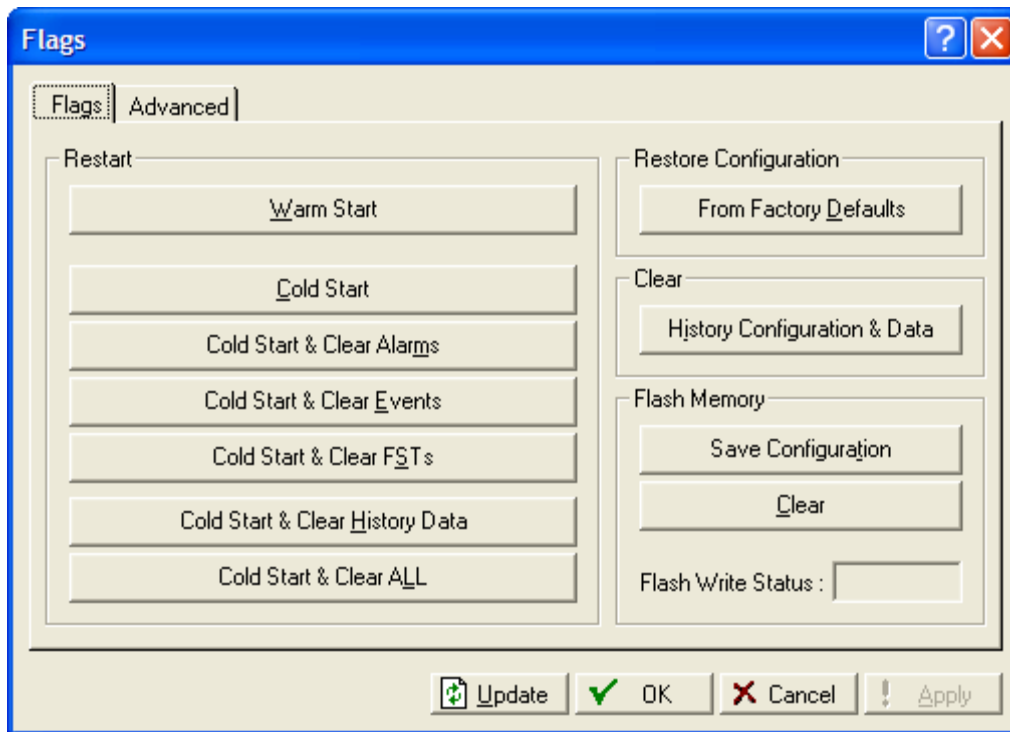 Flags
Flags
Advanced
Restart
Warm Start
Cold Start
Cold Start & Clear Alarms
Cold Start & Clear Events
Cold Start & Clear FSTs
Cold Start & Clear History Data
Cold Start & Clear ALL
Restore Configuration
From Factory Defaults
Clear
History Configuration & Data
Flash Memory
Save Configuration
Clear
Flash Write Status :
Update
OK
Cancel
Apply